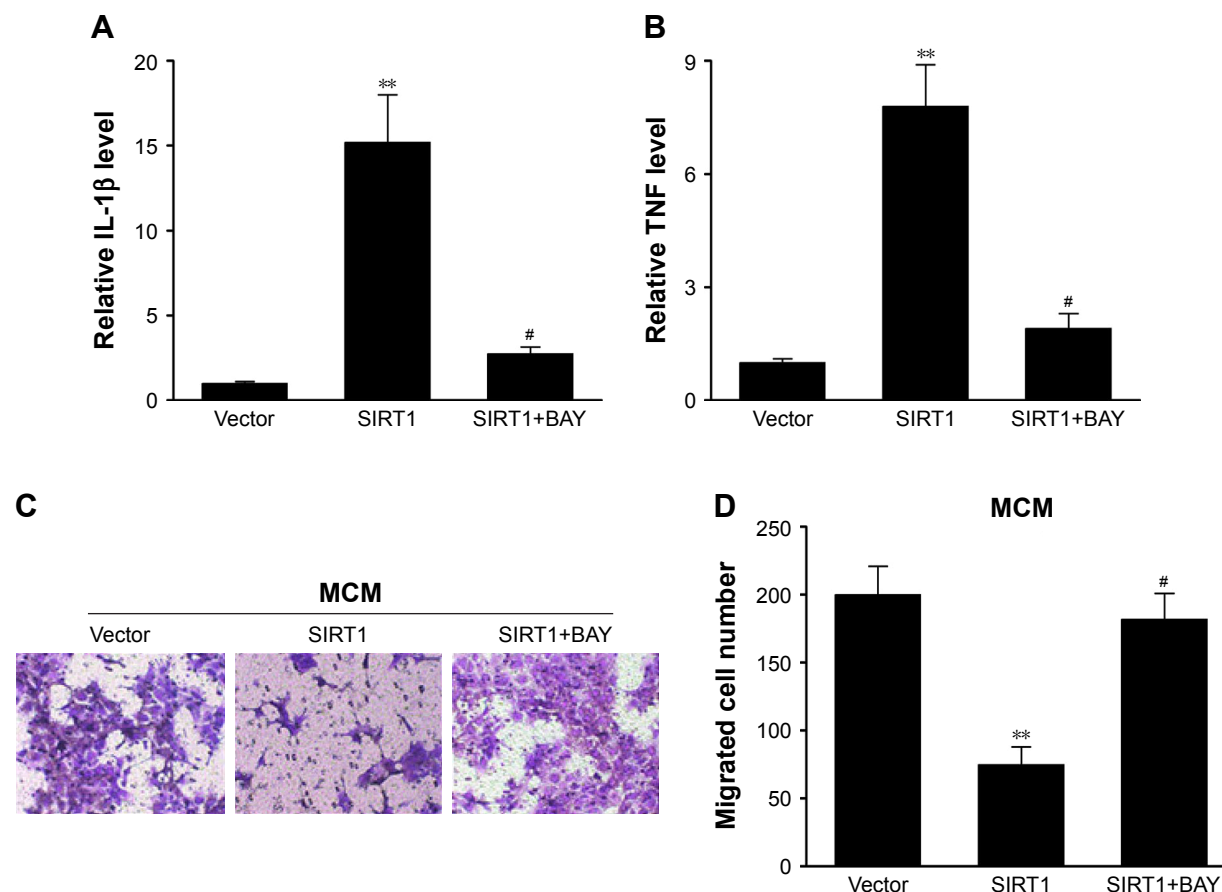 A
Relative IL-1β level
20
15
10
5
0
**
#
Vector SIRT1 SIRT1+BAY
B
Relative TNF level
9
6
3
0
**
#
Vector SIRT1 SIRT1+BAY
C
MCM
Vector SIRT1 SIRT1+BAY
D
MCM
Migrated cell number
250
200
150
100
50
0
**
#
Vector SIRT1 SIRT1+BAY